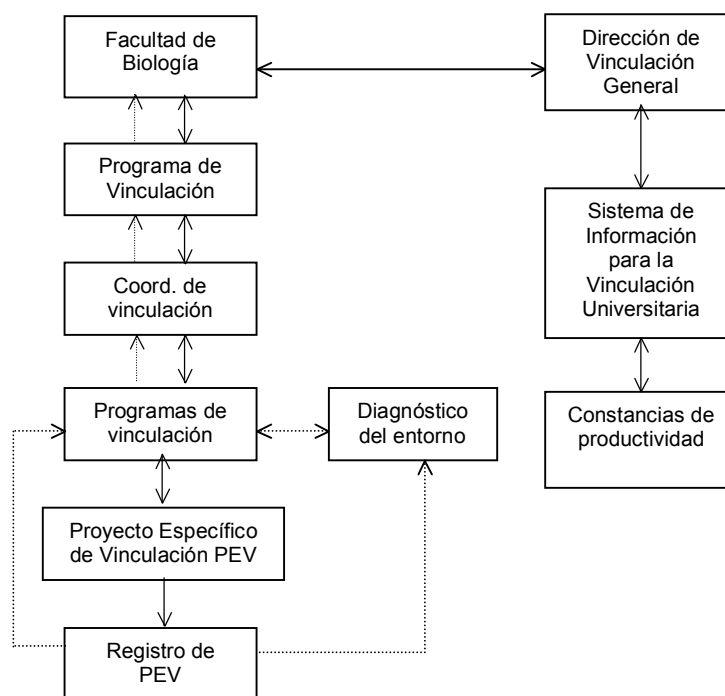 Facultad de
Biología
Dirección de
Vinculación
General
Programa de
Vinculación
Sistema de
Información
para la
Vinculación
Universitaria
Coord. de
vinculación
Programas de
vinculación
Diagnóstico
del entorno
Constancias de
productividad
Proyecto Específico
de Vinculación PEV
Registro de
PEV